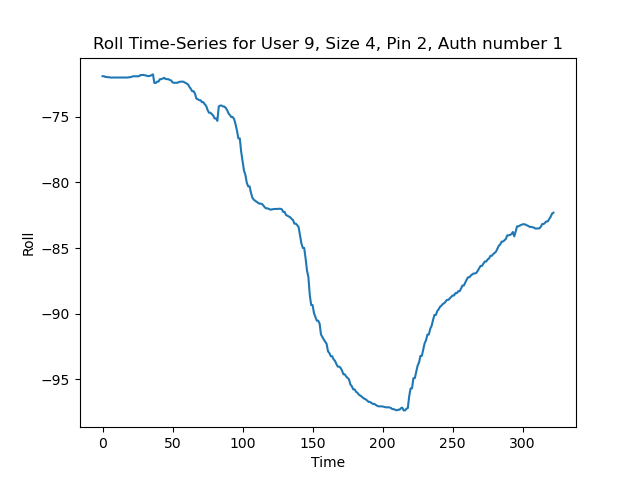 Roll Time-Series for User 9, Size 4, Pin 2, Auth number 1
−75
−80
−85
−90
−95
Roll
0 50 100 150 200 250 300
Time